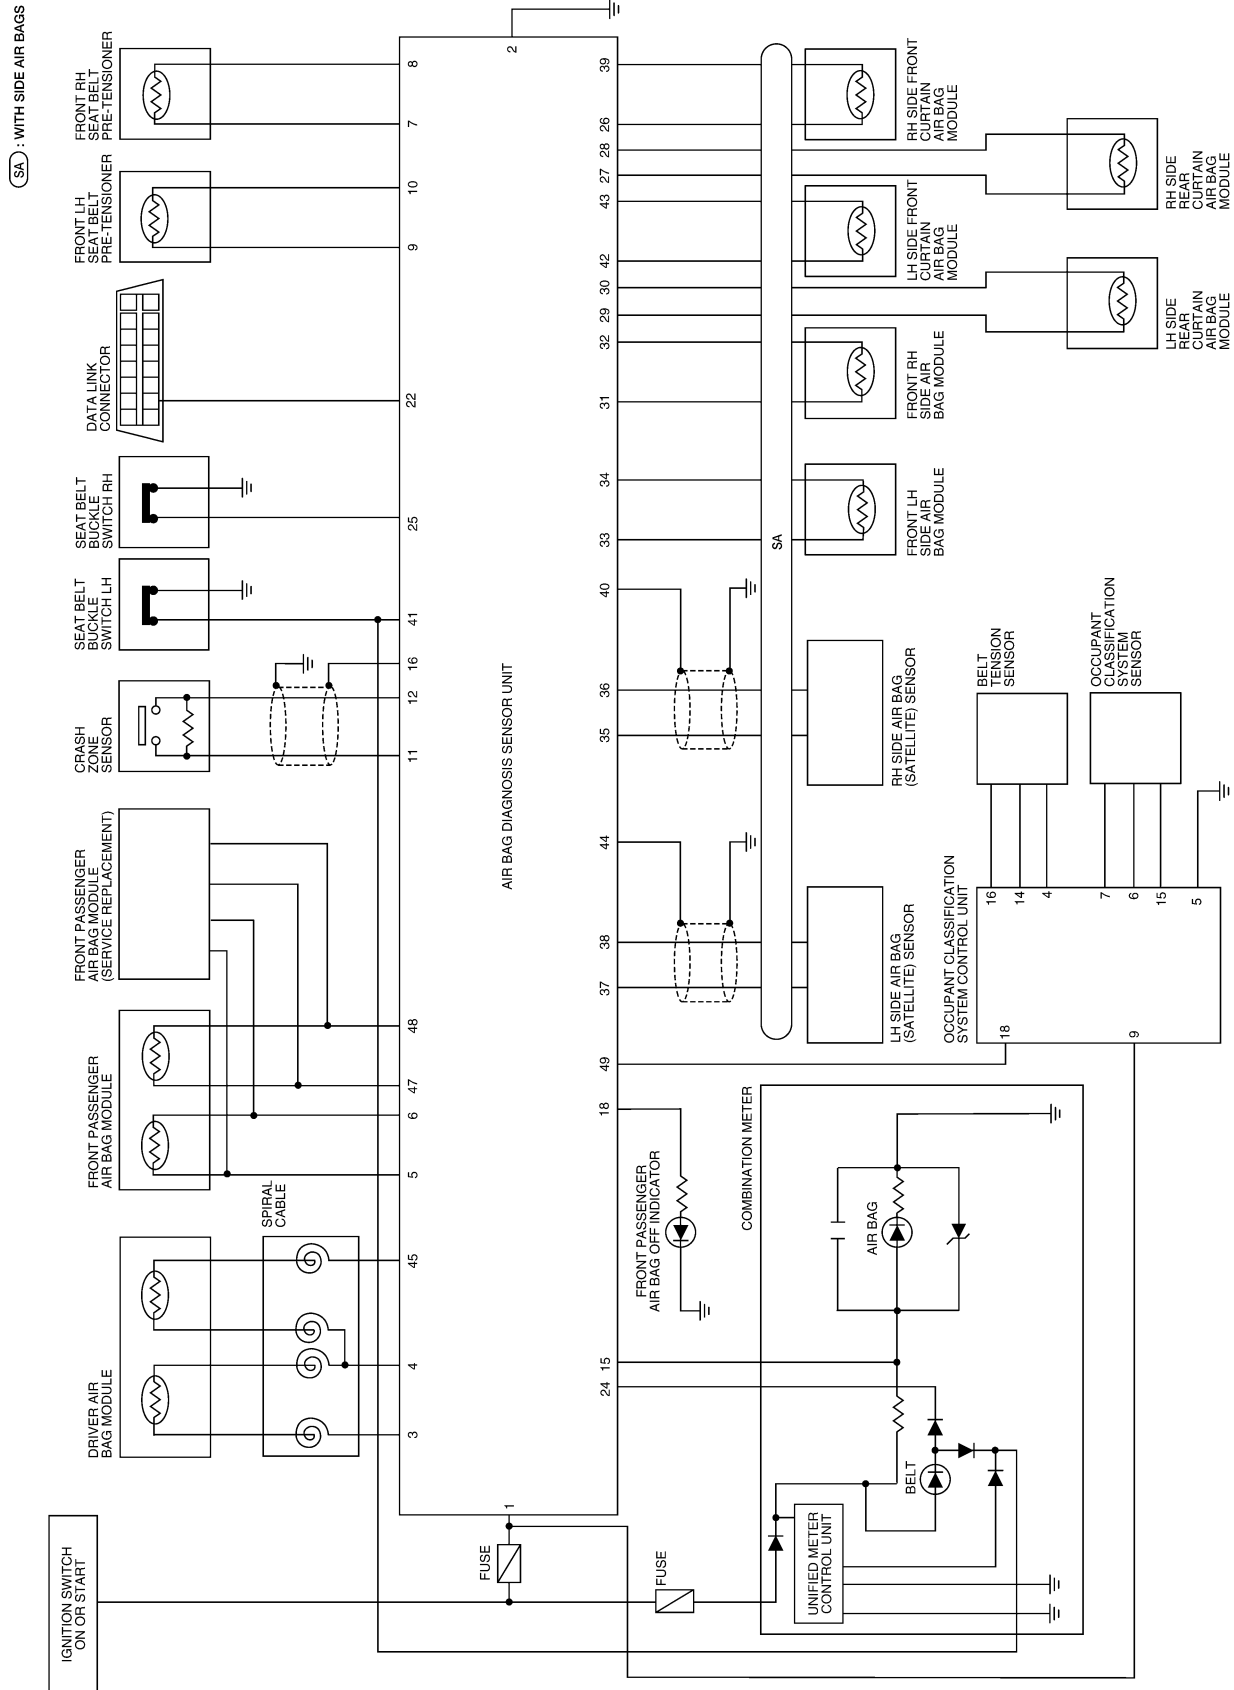 SA : WITH SIDE AIR BAGS
IGNITION SWITCH
ON OR START
DRIVER AIR
BAG MODULE
FRONT PASSENGER
AIR BAG MODULE
FRONT PASSENGER
AIR BAG MODULE
(SERVICE REPLACEMENT)
CRASH
ZONE
SENSOR
SEAT BELT
BUCKLE
SWITCH LH
SEAT BELT
BUCKLE
SWITCH RH
DATA LINK
CONNECTOR
FRONT LH
SEAT BELT
PRE-TENSIONER
FRONT RH
SEAT BELT
PRE-TENSIONER
SPIRAL
CABLE
FUSE
1
3
4
45
5
6
47
48
11
12
16
41
25
22
9
10
7
8
AIR BAG DIAGNOSIS SENSOR UNIT
2
24
15
18
49
37
38
44
35
36
40
33
34
31
32
29
30
42
43
27
28
26
39
FUSE
FRONT PASSENGER
AIR BAG OFF INDICATOR
COMBINATION METER
SA
UNIFIED METER
CONTROL UNIT
BELT
AIR BAG
LH SIDE AIR BAG
(SATELLITE) SENSOR
RH SIDE AIR BAG
(SATELLITE) SENSOR
FRONT LH
SIDE AIR
BAG MODULE
FRONT RH
SIDE AIR
BAG MODULE
LH SIDE FRONT
CURTAIN
AIR BAG
MODULE
RH SIDE FRONT
CURTAIN
AIR BAG
MODULE
OCCUPANT CLASSIFICATION
SYSTEM CONTROL UNIT
18
9
16
14
4
7
6
15
5
BELT
TENSION
SENSOR
OCCUPANT
CLASSIFICATION
SYSTEM
SENSOR
LH SIDE
REAR
CURTAIN
AIR BAG
MODULE
RH SIDE
REAR
CURTAIN
AIR BAG
MODULE